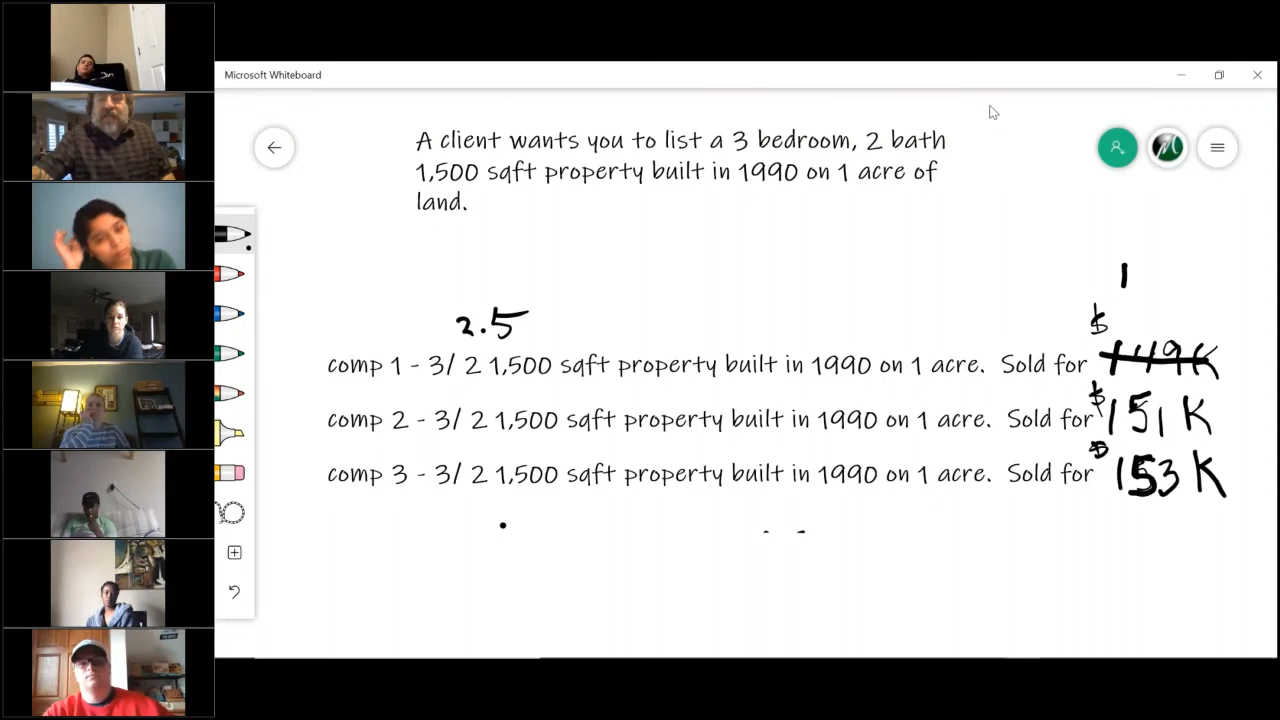 Microsoft Whiteboard
A client wants you to list a 3 bedroom, 2 bath
1,500 sqft property built in 1990 on 1 acre of
land.
1
2.5
comp 1 - 3/ 2 1,500 sqft property built in 1990 on 1 acre. Sold for $149K
comp 2 - 3/ 2 1,500 sqft property built in 1990 on 1 acre. Sold for $151K
comp 3 - 3/ 2 1,500 sqft property built in 1990 on 1 acre. Sold for $153K